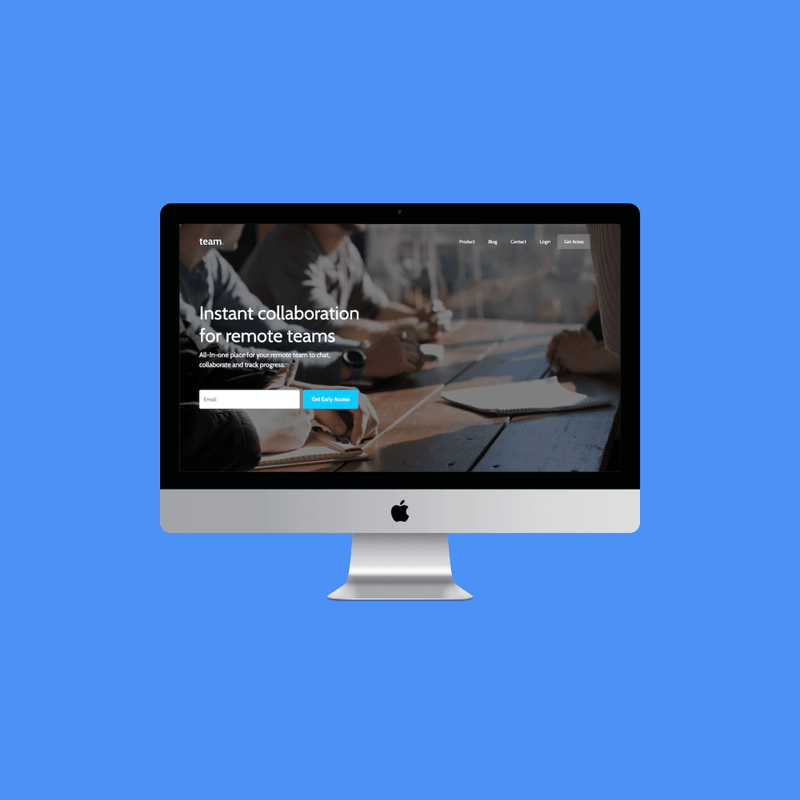 team.
Product Blog Contact Login Get Acess
Instant collaboration
for remote teams
All-In-one place for your remote team to chat,
collaborate and track progress.
Email Get Early Access